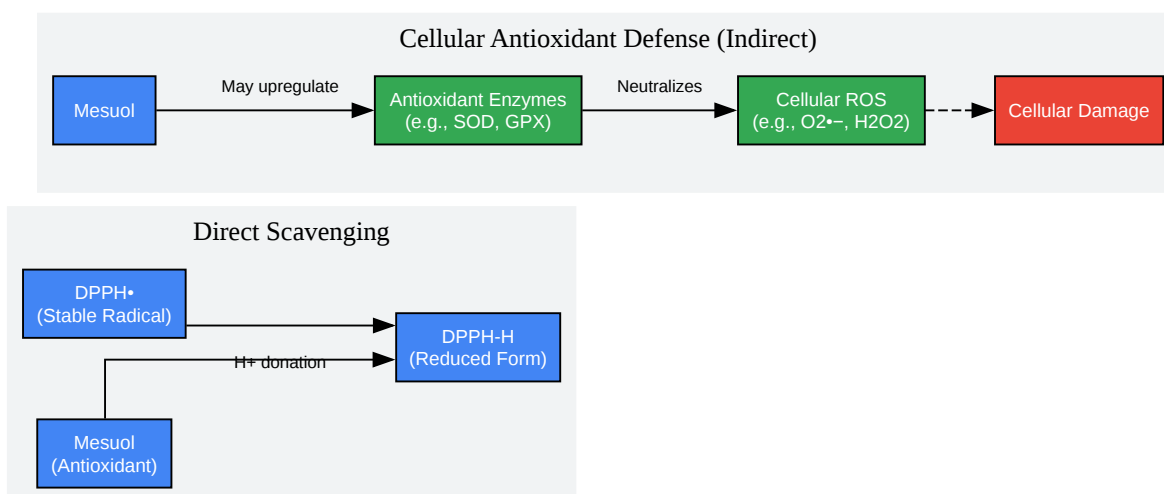 Cellular Antioxidant Defense (Indirect)
Mesuol
May upregulate
Antioxidant Enzymes
(e.g., SOD, GPX)
Neutralizes
Cellular ROS
(e.g., O2•−, H2O2)
Cellular Damage
Direct Scavenging
DPPH•
(Stable Radical)
DPPH-H
(Reduced Form)
H+ donation
Mesuol
(Antioxidant)